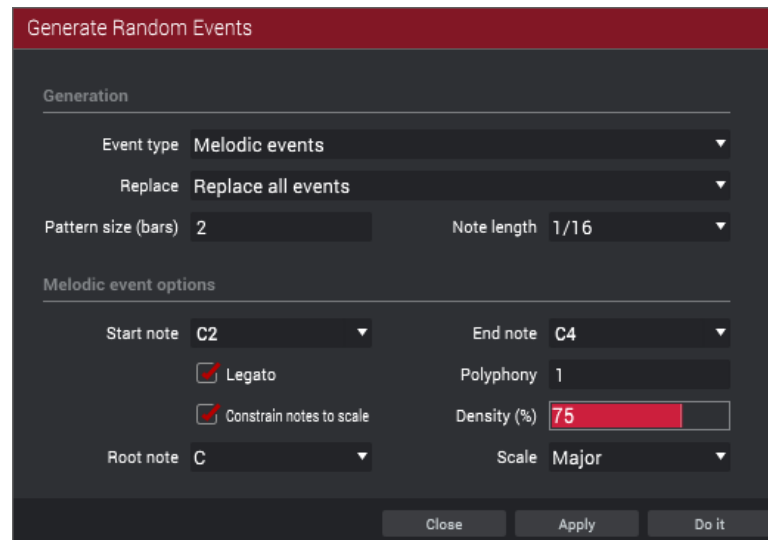 Generate Random Events
Generation
Event type Melodic events
Replace Replace all events
Pattern size (bars) 2 Note length 1/16
Melodic event options
Start note C2 End note C4
Legato Polyphony 1
Constrain notes to scale Density (%) 75
Root note C Scale Major
Close Apply Do it